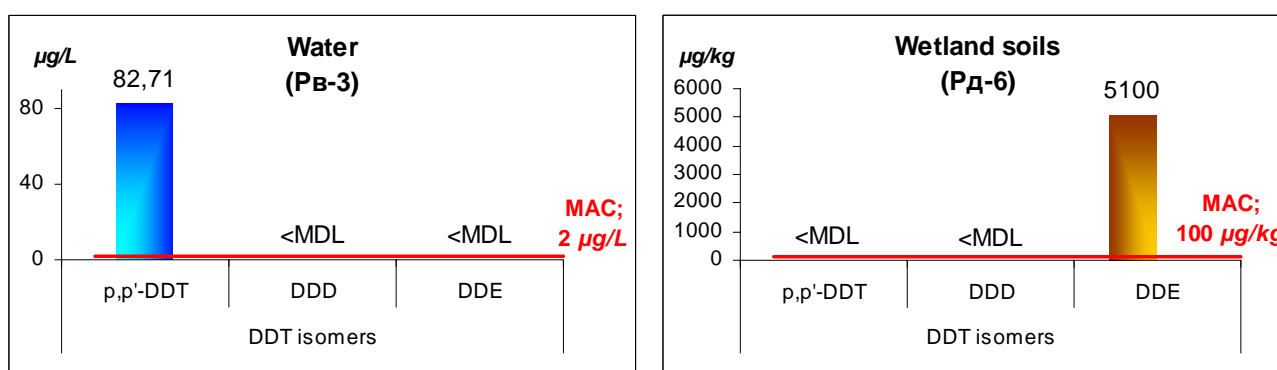 Water
(Рв-3)
µg/L
82,71
80
40
0
<MDL
<MDL
MAC;
2 µg/L
p,p'-DDT
DDD
DDE
DDT isomers
Wetland soils
(Рд-6)
µg/kg
6000
5000
4000
3000
2000
1000
0
5100
<MDL
<MDL
MAC;
100 µg/kg
p,p'-DDT
DDD
DDE
DDT isomers